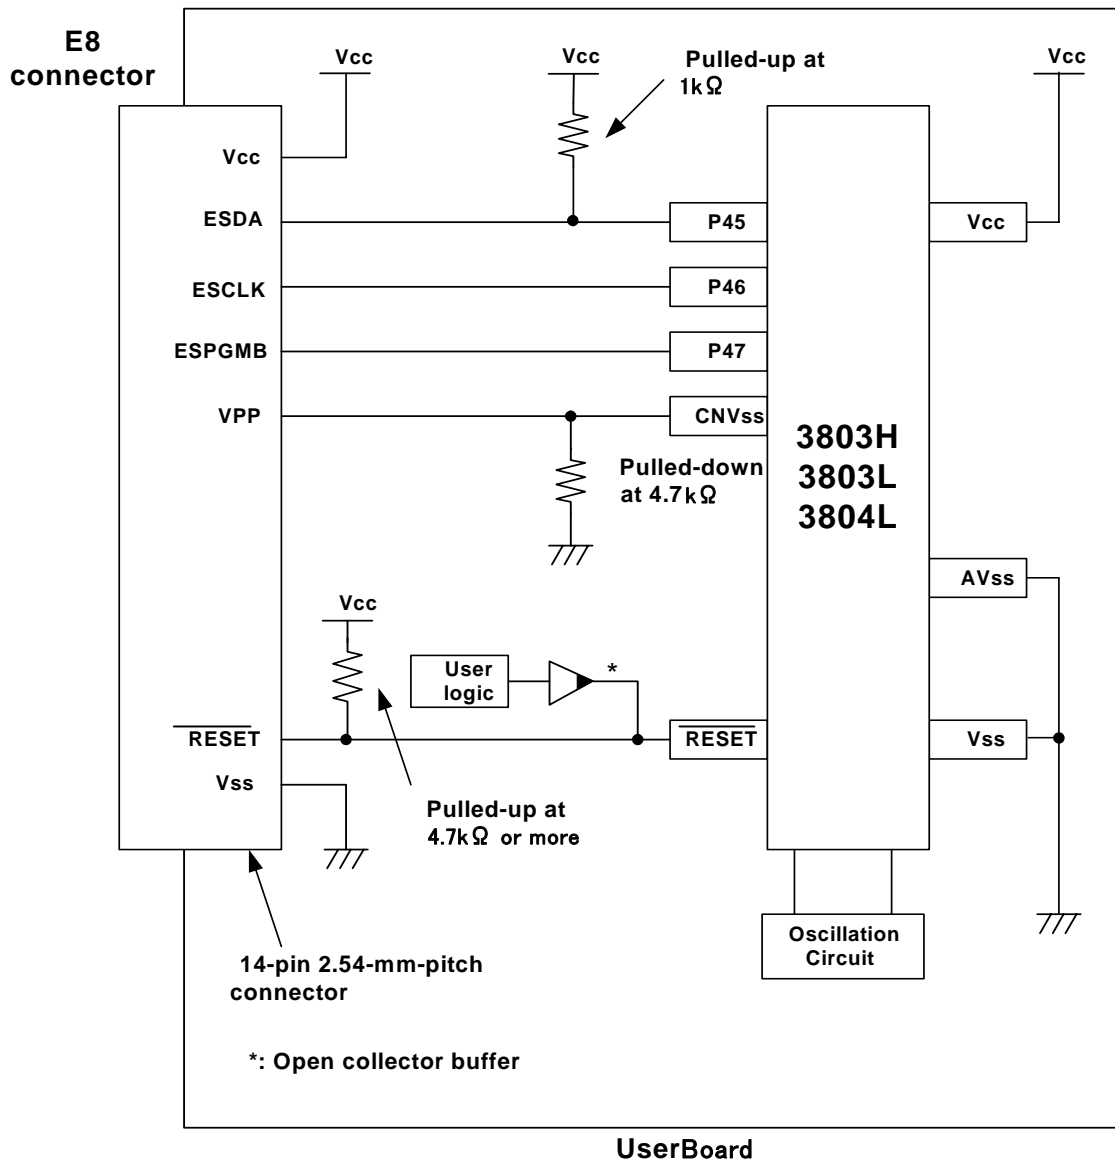 E8
connector
Vcc
Vcc
Pulled-up at
1kΩ
Vcc
Vcc
ESDA
P45
Vcc
ESCLK
P46
ESPGMB
P47
VPP
CNVss
3803H
3803L
3804L
Pulled-down
at 4.7kΩ
AVss
Vcc
User
logic
*
RESET
RESET
Vss
Vss
Pulled-up at
4.7kΩ or more
Oscillation
Circuit
14-pin 2.54-mm-pitch
connector
*: Open collector buffer
UserBoard